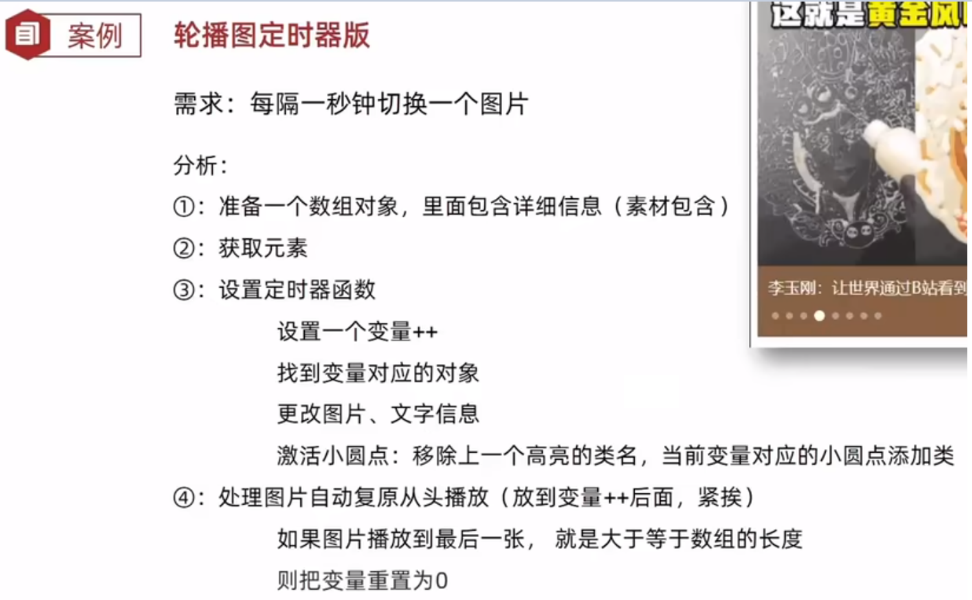 案例
轮播图定时器版
需求：每隔一秒钟切换一个图片
分析：
①：准备一个数组对象，里面包含详细信息（素材包含）
②：获取元素
③：设置定时器函数
设置一个变量++
找到变量对应的对象
更改图片、文字信息
激活小圆点：移除上一个高亮的类名，当前变量对应的小圆点添加类
④：处理图片自动复原从头播放（放到变量++后面，紧挨）
如果图片播放到最后一张， 就是大于等于数组的长度
则把变量重置为0
这就是黄金风
李玉刚：让世界通过B站看到